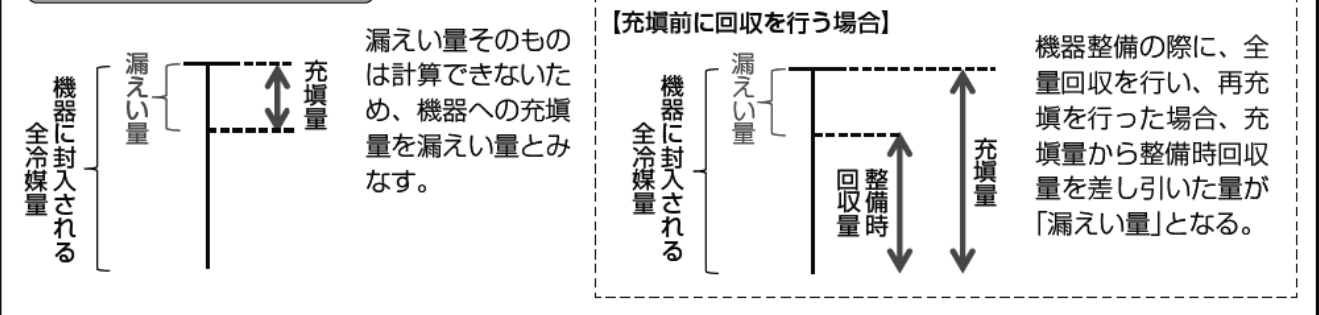 機器に封入される
全冷媒量
漏えい量
充塡量
漏えい量そのもの
は計算できないた
め、機器への充塡
量を漏えい量とみ
なす。
【充塡前に回収を行う場合】
機器に封入される
全冷媒量
漏えい量
整備時
回収量
充塡量
機器整備の際に、全
量回収を行い、再充
塡を行った場合、充
塡量から整備時回収
量を差し引いた量が
「漏えい量」となる。